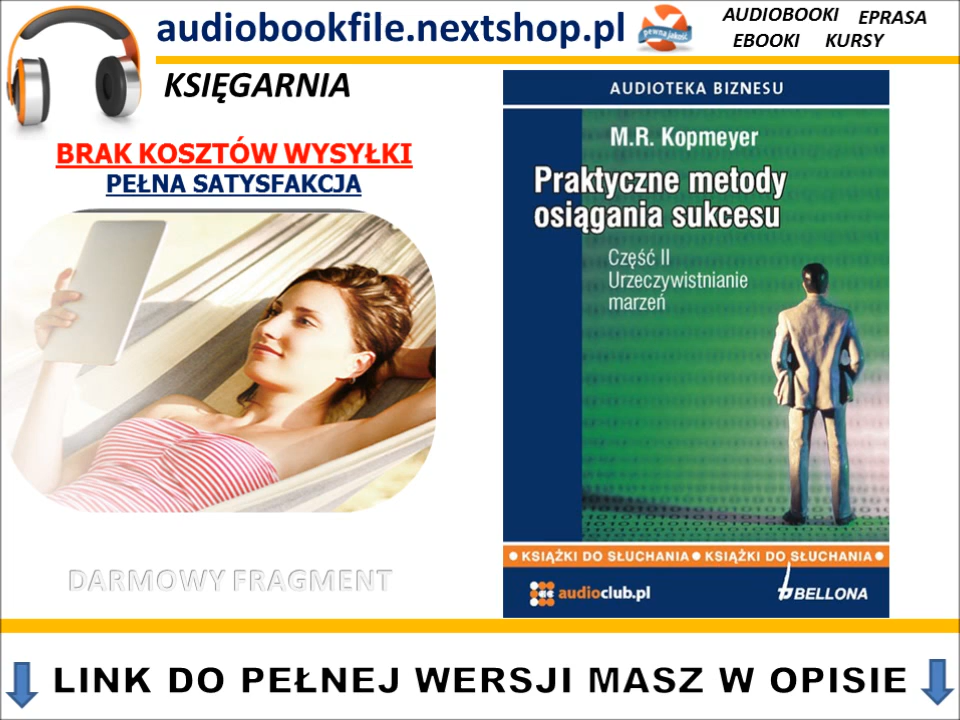 audiobookfile.nextshop.pl
pewna jakość
AUDIOBOOKI EPRASA
EBOOKI KURSY
KSIĘGARNIA
BRAK KOSZTÓW WYSYŁKI
PEŁNA SATYSFAKCJA
AUDIOTEKA BIZNESU
M.R. Kopmeyer
Praktyczne metody
osiągania sukcesu
Część II
Urzeczywistnianie
marzeń
• KSIĄŻKI DO SŁUCHANIA • KSIĄŻKI DO SŁUCHANIA •
audioclub.pl
BELLONA
DARMOWY FRAGMENT
LINK DO PEŁNEJ WERSJI MASZ W OPISIE